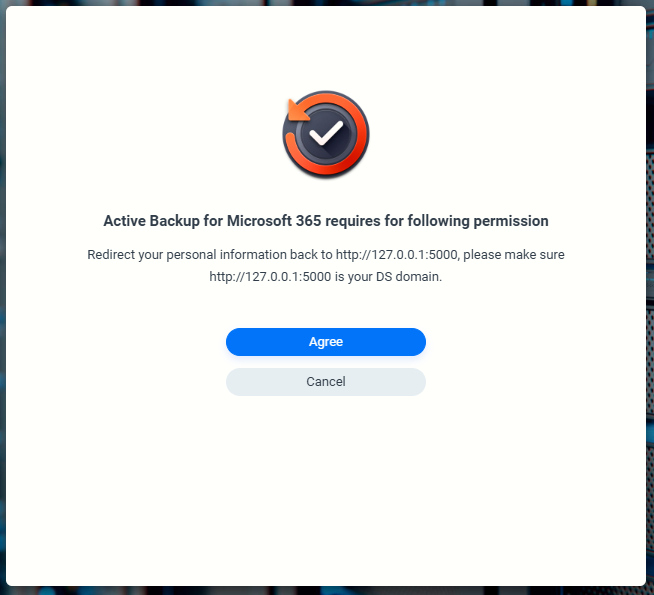 Active Backup for Microsoft 365 requires for following permission
Redirect your personal information back to http://127.0.0.1:5000, please make sure
http://127.0.0.1:5000 is your DS domain.
Agree
Cancel